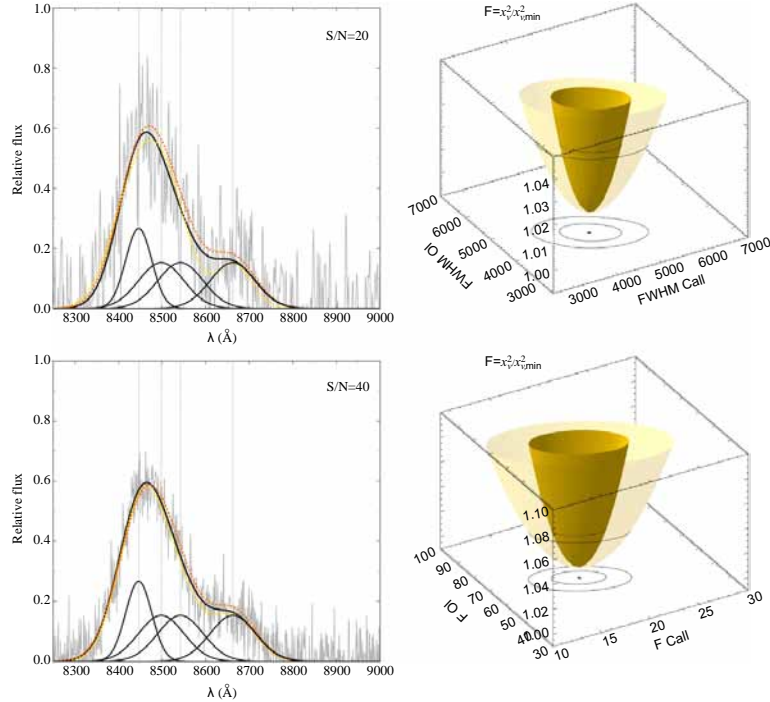 S/N=20
1.0
0.8
0.6
0.4
0.2
0.0
Relative flux
8300 8400 8500 8600 8700 8800 8900 9000
λ (Å)
F=x²ᵥ/x²ᵥ,min
1.04
1.03
1.02
1.01
1.00
7000
6000
5000
4000
3000
FWHM OI
3000 4000 5000 6000 7000
FWHM CaII
S/N=40
1.0
0.8
0.6
0.4
0.2
0.0
Relative flux
8300 8400 8500 8600 8700 8800 8900 9000
λ (Å)
F=x²ᵥ/x²ᵥ,min
1.10
1.08
1.06
1.04
1.02
1.00
100
90
80
70
60
50
40
30
F OI
10 15 20 25 30
F CaII